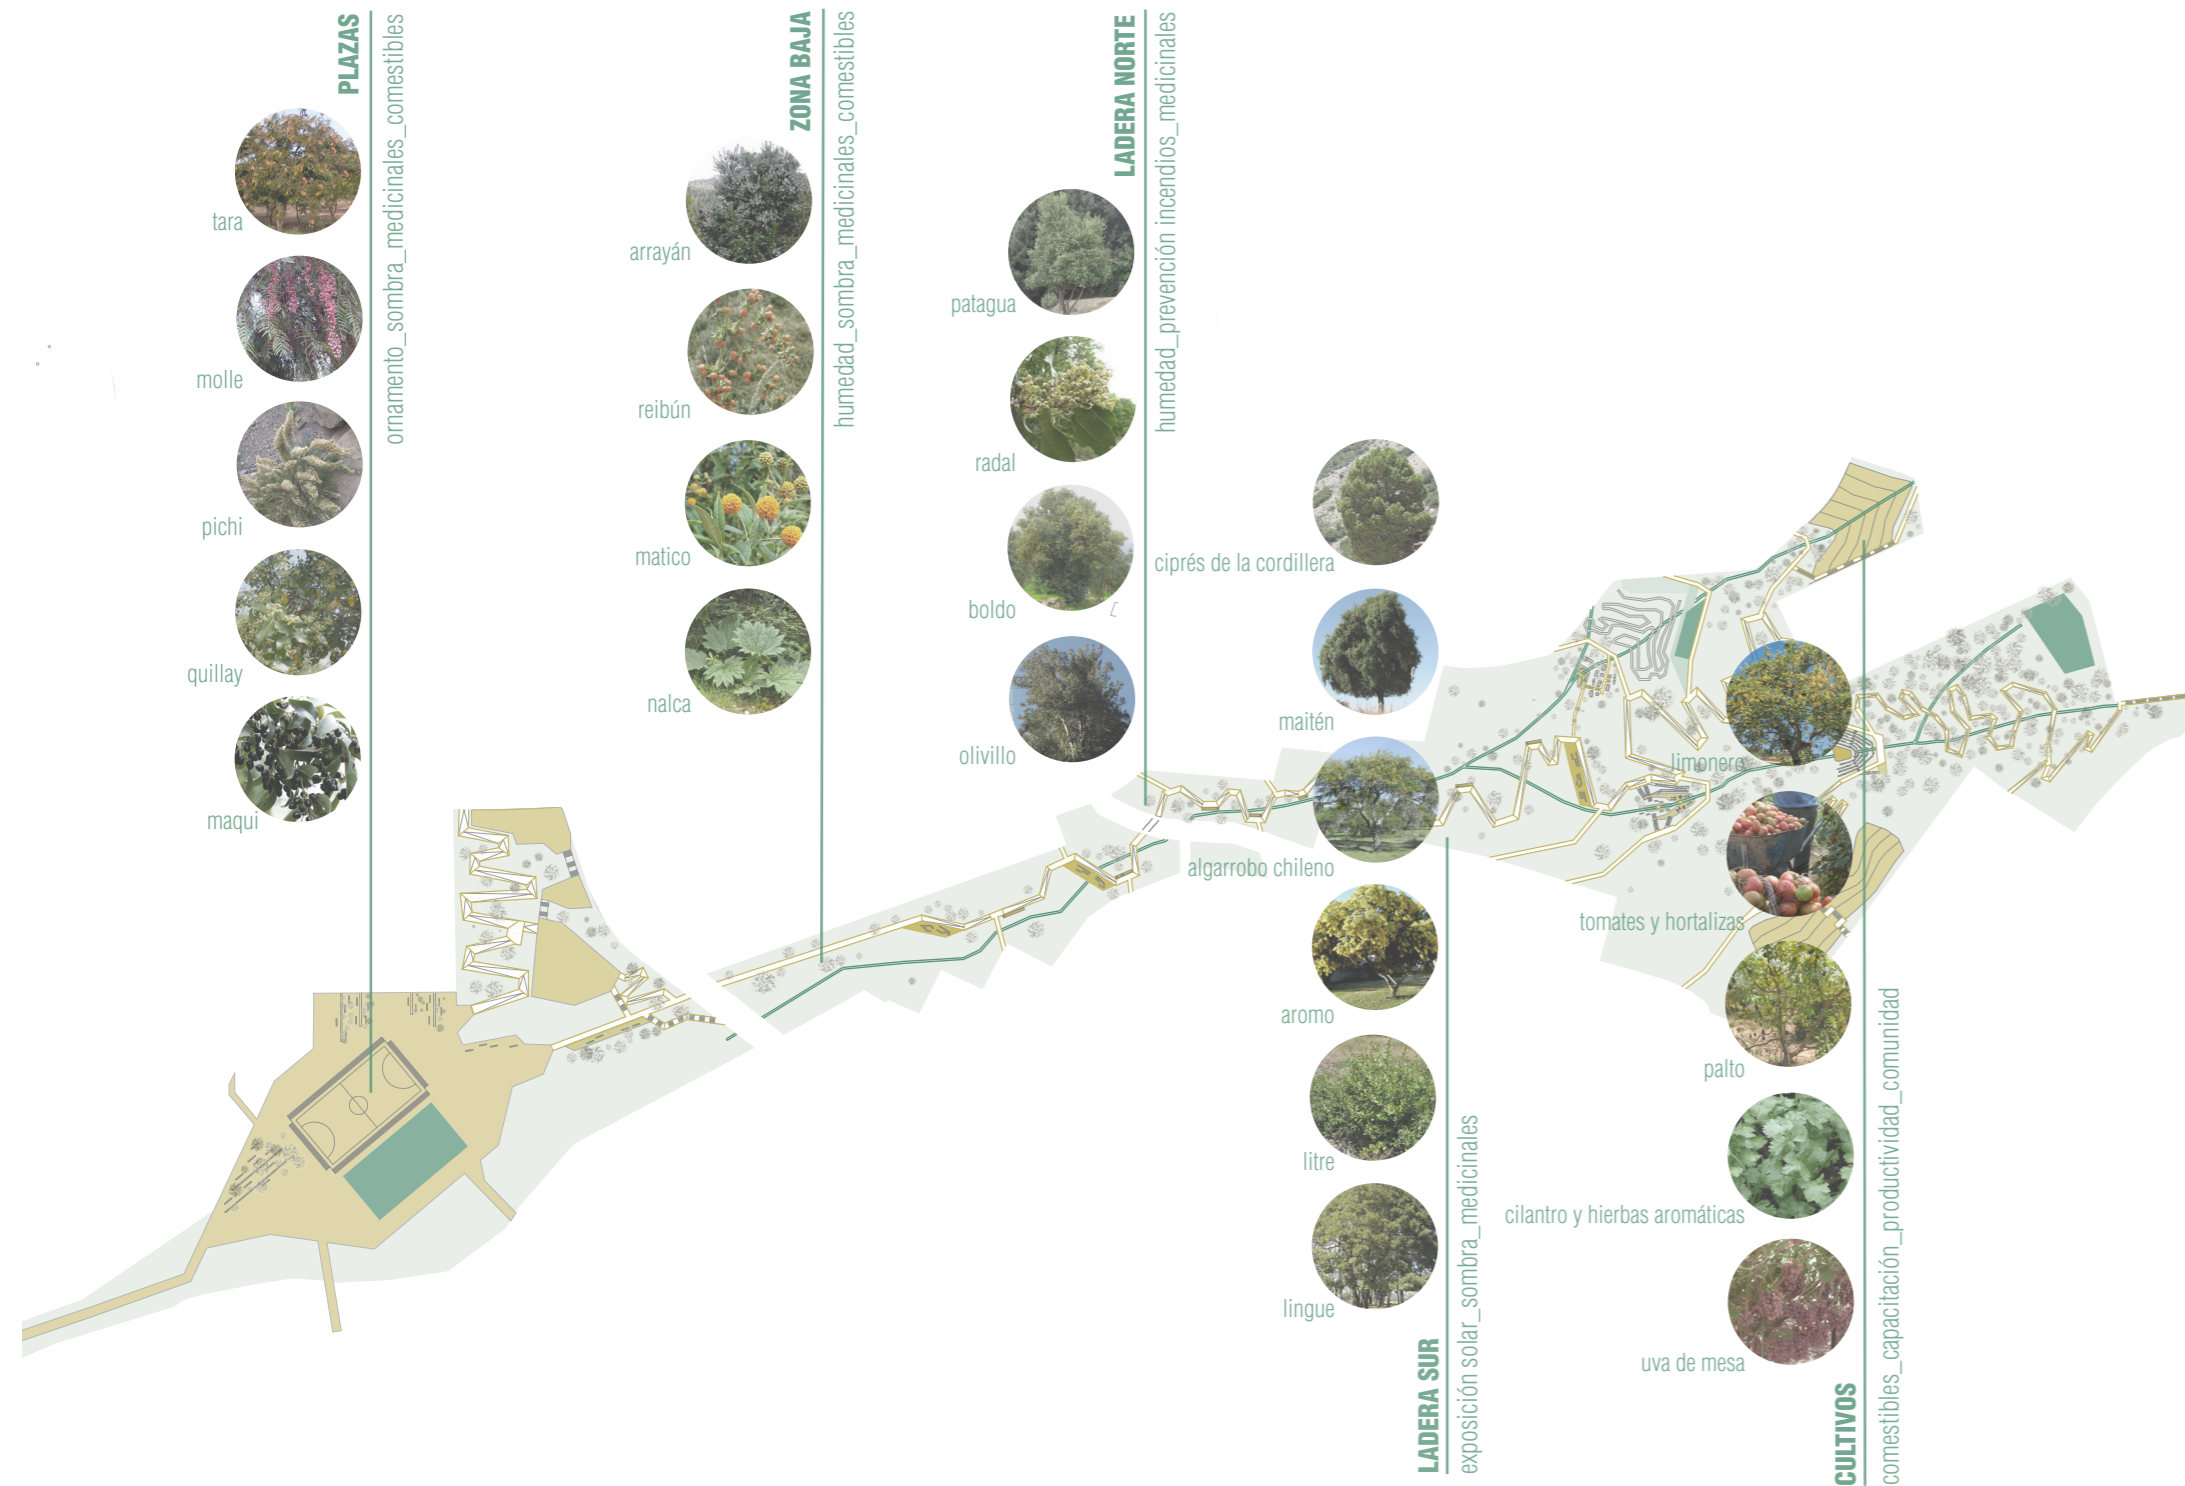 PLAZAS
ornamento_sombra_medicinales_comestibles
tara
molle
pichi
quillay
maqui
ZONA BAJA
humedad_sombra_medicinales_comestibles
arrayán
reibún
matico
nalca
LADERA NORTE
humedad_prevención incendios_medicinales
patagua
radal
boldo
olivillo
LADERA SUR
exposición solar_sombra_medicinales
ciprés de la cordillera
maitén
algarrobo chileno
aromo
litre
lingue
CULTIVOS
comestibles_capacitación_productividad_comunidad
limonero
tomates y hortalizas
palto
cilantro y hierbas aromáticas
uva de mesa